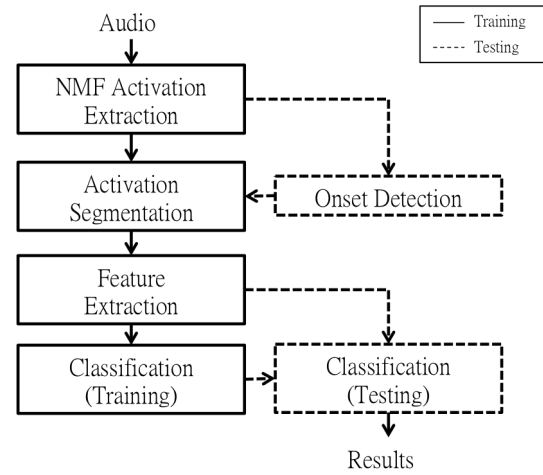 Audio
Training
Testing
NMF Activation
Extraction
Activation
Segmentation
Onset Detection
Feature
Extraction
Classification
(Training)
Classification
(Testing)
Results